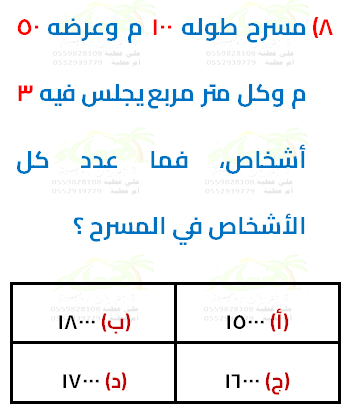 ٨) مسرح طوله ١٠٠ م وعرضه ٥٠
م وكل متر مربع يجلس فيه ٣
أشخاص، فما عدد كل
الأشخاص في المسرح ؟
(أ) ١٥٠٠٠ (ب) ١٨٠٠٠
(ج) ١٦٠٠٠ (د) ١٧٠٠٠